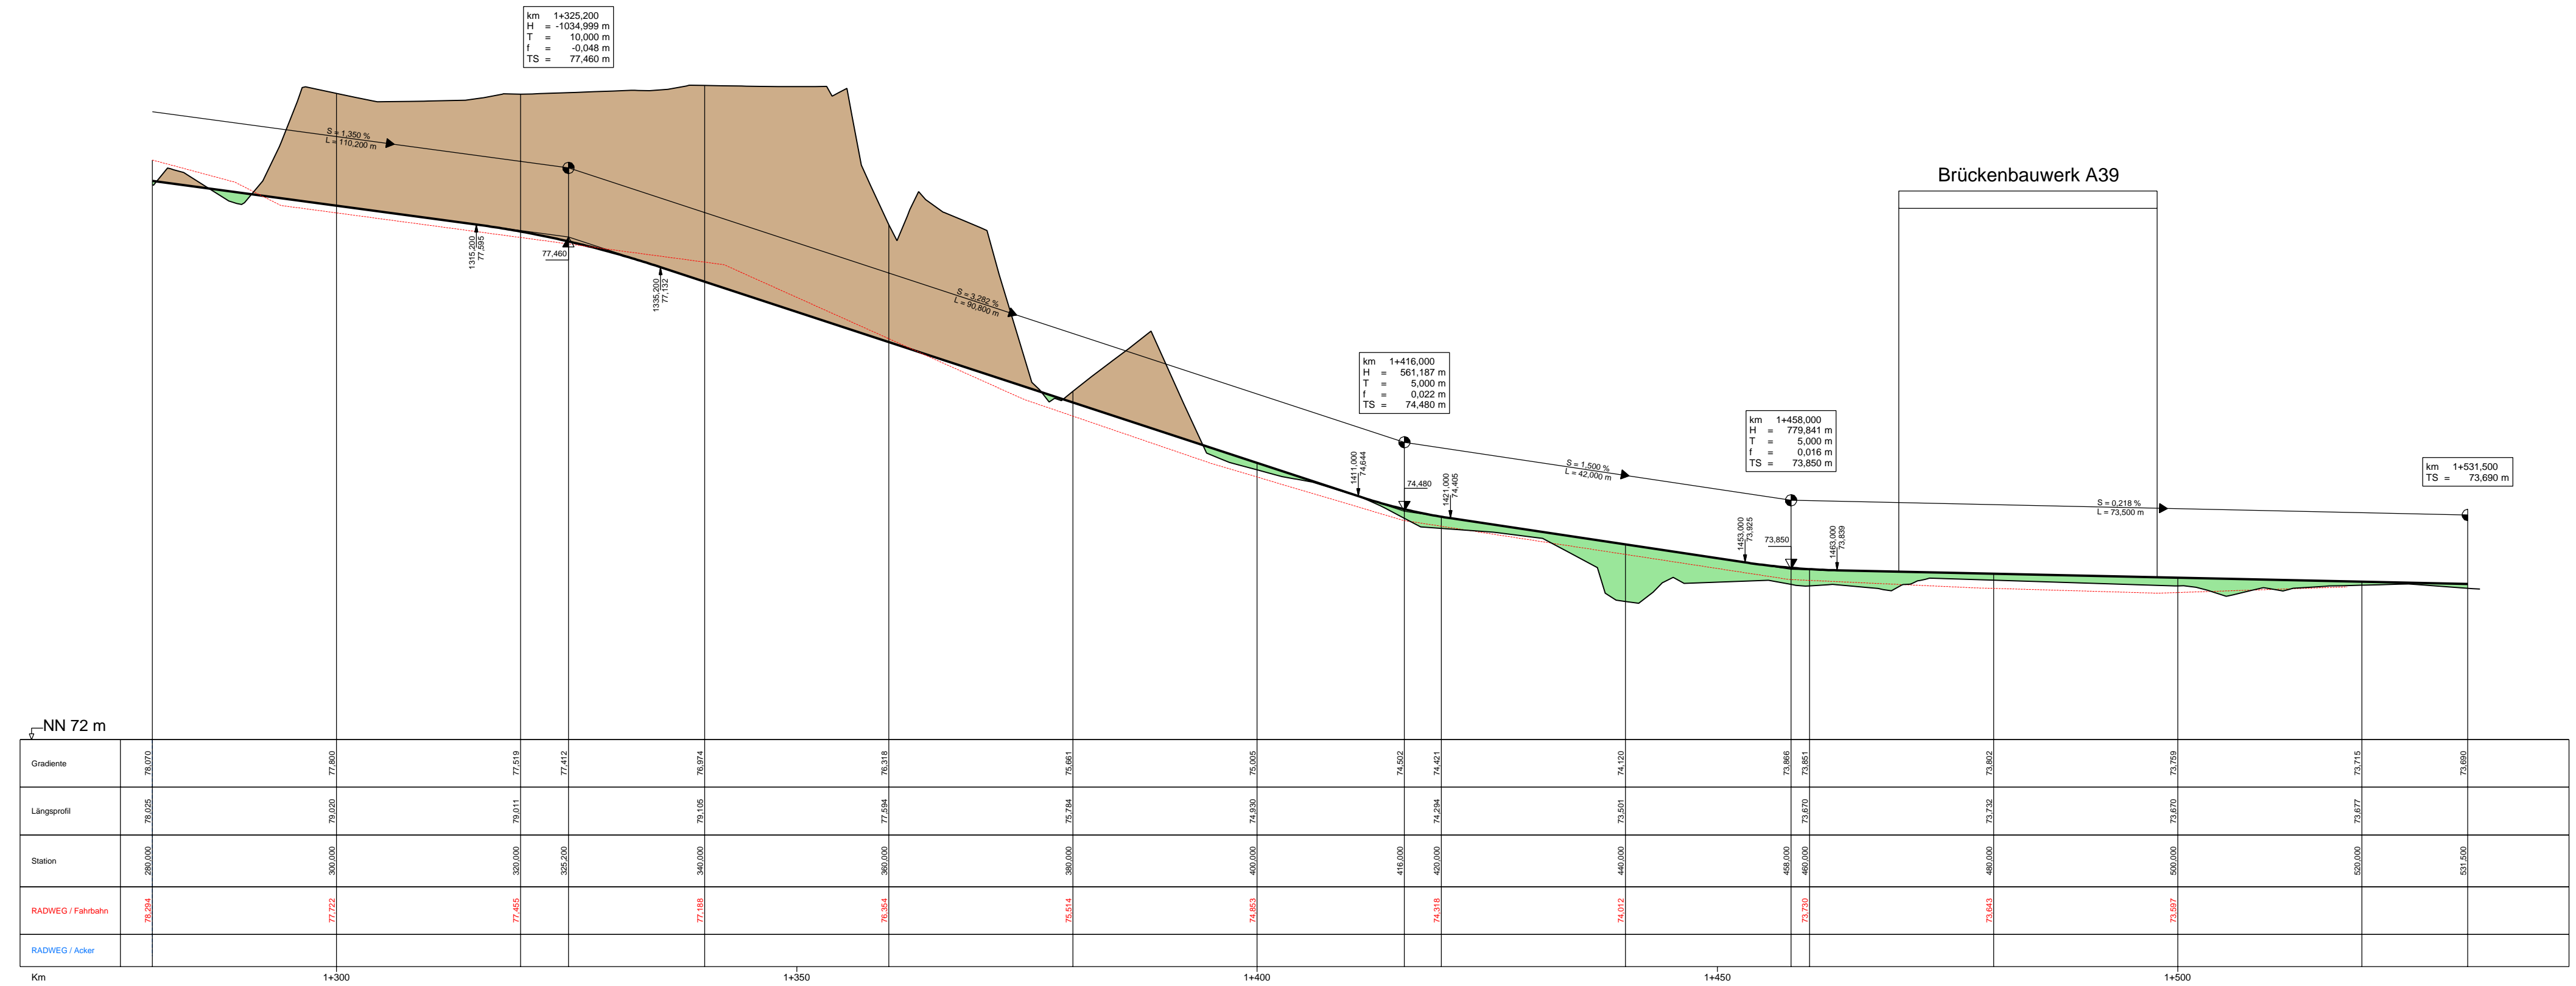 km 1+325,200
H = -1034,999 m
T = 10,000 m
f = -0,048 m
TS = 77,460 m
S = 1,350 %
L = 110,200 m
1315,200
77,595
77,460
1335,200
77,132
S = 3,282 %
L = 90,800 m
km 1+416,000
H = 561,187 m
T = 5,000 m
f = 0,022 m
TS = 74,480 m
1411,000
74,644
74,480
1421,000
74,405
S = 1,500 %
L = 42,000 m
km 1+458,000
H = 779,841 m
T = 5,000 m
f = 0,016 m
TS = 73,850 m
1453,000
73,925
73,850
1463,000
73,839
Brückenbauwerk A39
S = 0,218 %
L = 73,500 m
km 1+531,500
TS = 73,690 m
NN 72 m
Gradiente 78,070 77,800 77,519 77,412 76,974 76,318 75,661 75,005 74,502 74,421 74,120 73,866 73,851 73,802 73,759 73,715 73,690
Längsprofil 78,025 79,020 79,011 79,105 77,594 75,784 74,930 74,294 73,501 73,670 73,732 73,670 73,677
Station 280,000 300,000 320,000 325,200 340,000 360,000 380,000 400,000 416,000 420,000 440,000 458,000 460,000 480,000 500,000 520,000 531,500
RADWEG / Fahrbahn 78,294 77,722 77,455 77,188 76,354 75,514 74,853 74,318 74,012 73,730 73,643 73,597
RADWEG / Acker
Km 1+300 1+350 1+400 1+450 1+500